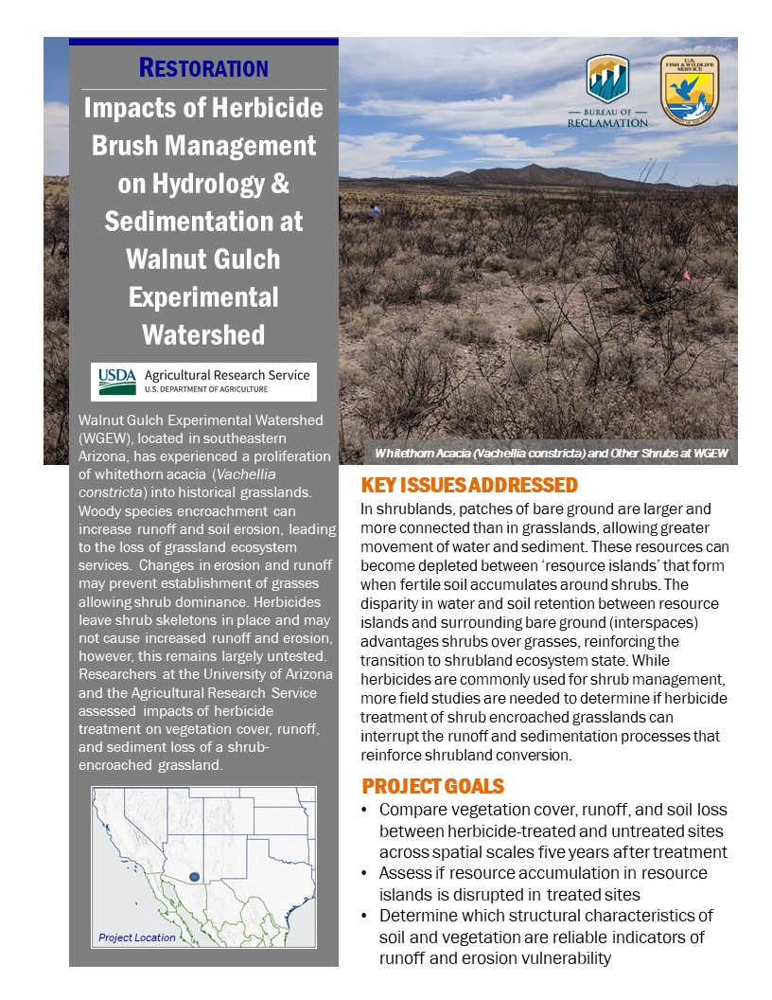 RESTORATION
Impacts of Herbicide
Brush Management
on Hydrology &
Sedimentation at
Walnut Gulch
Experimental
Watershed
USDA Agricultural Research Service
U.S. DEPARTMENT OF AGRICULTURE
Walnut Gulch Experimental Watershed
(WGEW), located in southeastern
Arizona, has experienced a proliferation
of whitethorn acacia (Vachellia
constricta) into historical grasslands.
Woody species encroachment can
increase runoff and soil erosion, leading
to the loss of grassland ecosystem
services. Changes in erosion and runoff
may prevent establishment of grasses
allowing shrub dominance. Herbicides
leave shrub skeletons in place and may
not cause increased runoff and erosion,
however, this remains largely untested.
Researchers at the University of Arizona
and the Agricultural Research Service
assessed impacts of herbicide
treatment on vegetation cover, runoff,
and sediment loss of a shrub-
encroached grassland.
Project Location
BUREAU OF
RECLAMATION
U.S.
FISH & WILDLIFE
SERVICE
Whitethorn Acacia (Vachellia constricta) and Other Shrubs at WGEW
KEY ISSUES ADDRESSED
In shrublands, patches of bare ground are larger and
more connected than in grasslands, allowing greater
movement of water and sediment. These resources can
become depleted between ‘resource islands’ that form
when fertile soil accumulates around shrubs. The
disparity in water and soil retention between resource
islands and surrounding bare ground (interspaces)
advantages shrubs over grasses, reinforcing the
transition to shrubland ecosystem state. While
herbicides are commonly used for shrub management,
more field studies are needed to determine if herbicide
treatment of shrub encroached grasslands can
interrupt the runoff and sedimentation processes that
reinforce shrubland conversion.
PROJECT GOALS
• Compare vegetation cover, runoff, and soil loss
between herbicide-treated and untreated sites
across spatial scales five years after treatment
• Assess if resource accumulation in resource
islands is disrupted in treated sites
• Determine which structural characteristics of
soil and vegetation are reliable indicators of
runoff and erosion vulnerability